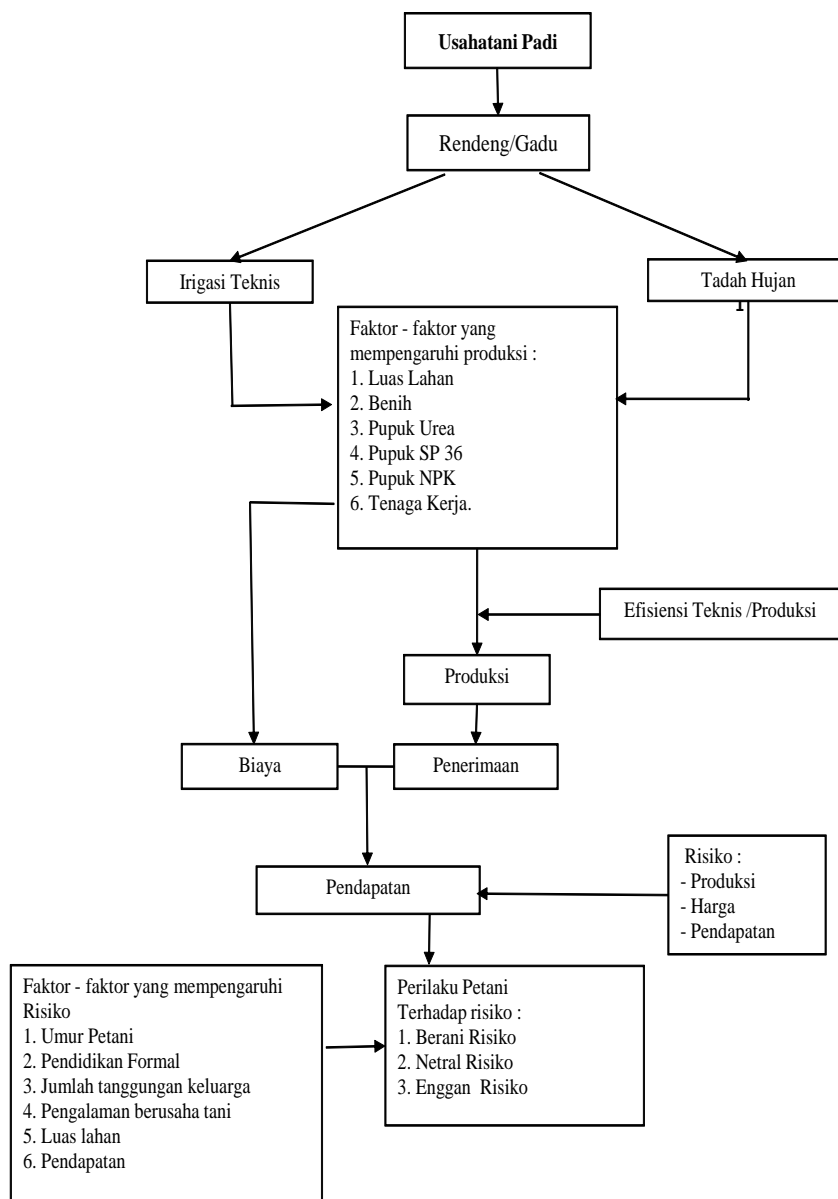 Usahatani Padi
Rendeng/Gadu
Irigasi Teknis
Tadah Hujan
Faktor - faktor yang
mempengaruhi produksi :
1. Luas Lahan
2. Benih
3. Pupuk Urea
4. Pupuk SP 36
5. Pupuk NPK
6. Tenaga Kerja.
Efisiensi Teknis /Produksi
Produksi
Biaya
Penerimaan
Pendapatan
Risiko :
- Produksi
- Harga
- Pendapatan
Faktor - faktor yang mempengaruhi
Risiko
1. Umur Petani
2. Pendidikan Formal
3. Jumlah tanggungan keluarga
4. Pengalaman berusaha tani
5. Luas lahan
6. Pendapatan
Perilaku Petani
Terhadap risiko :
1. Berani Risiko
2. Netral Risiko
3. Enggan Risiko